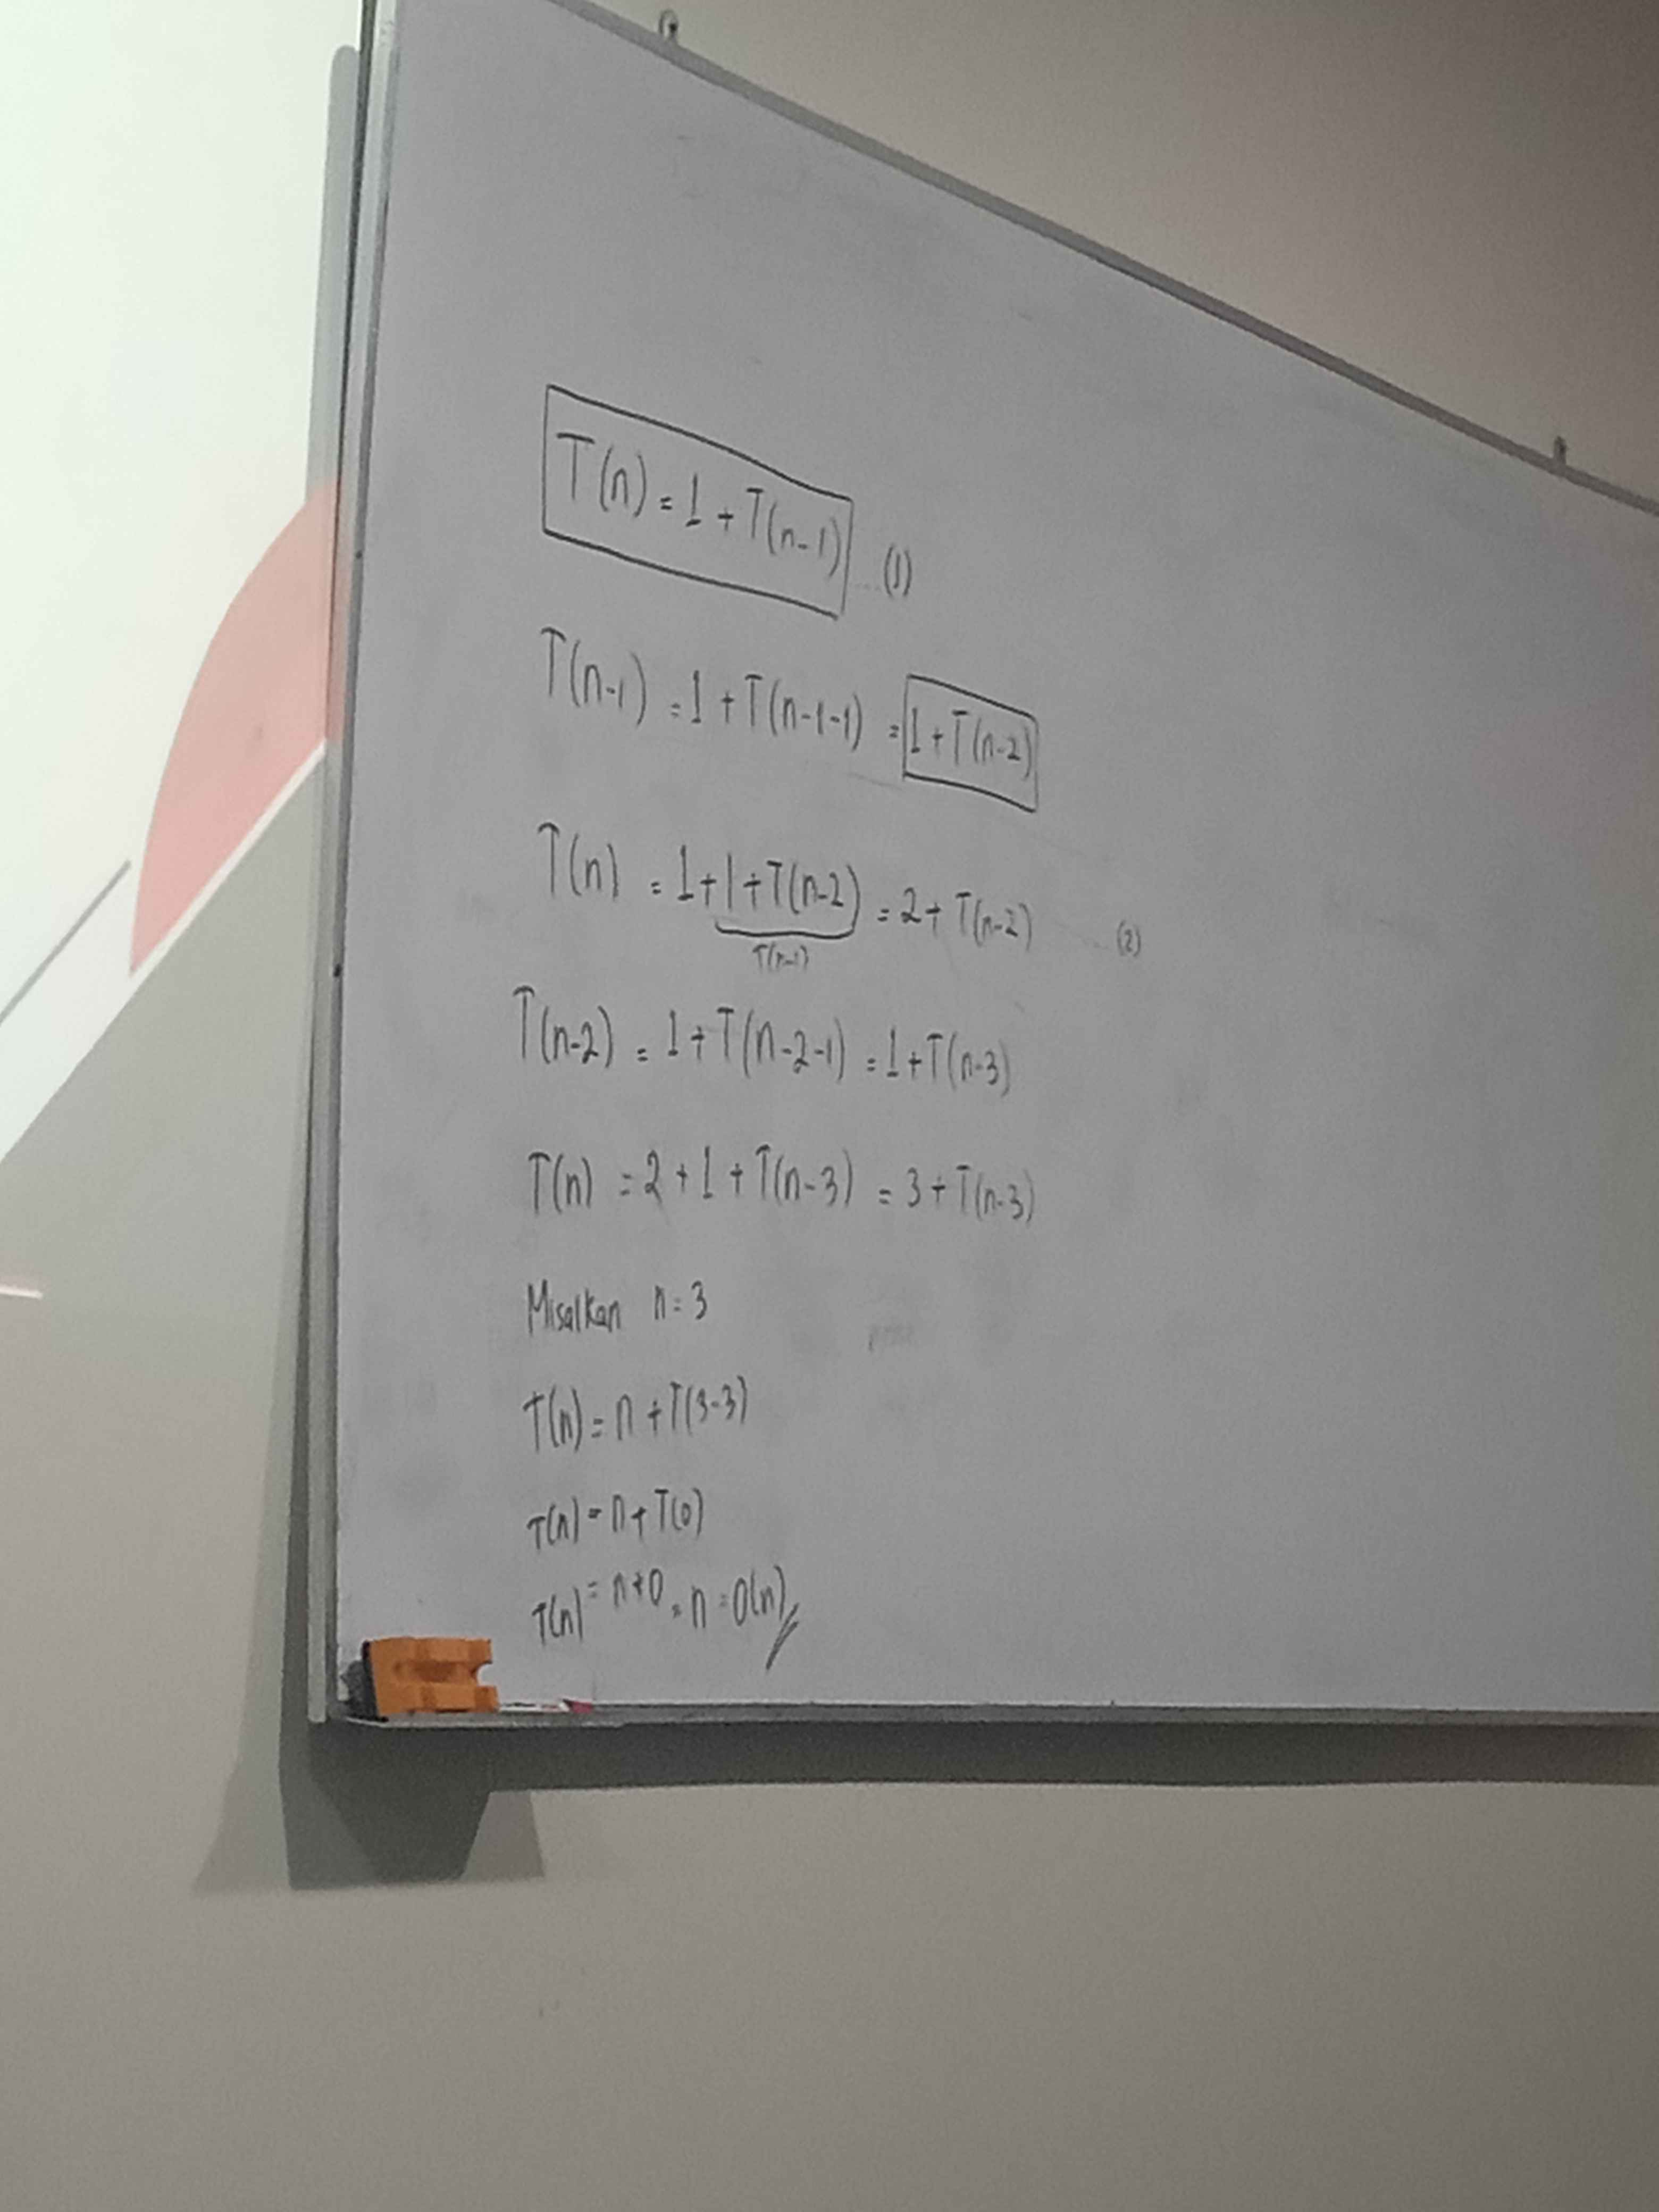 T(n) = 1 + T(n-1) .... (1)
T(n-1) = 1 + T(n-1-1) = 1 + T(n-2)
T(n) = 1 + 1 + T(n-2) = 2 + T(n-2) .... (2)
T(n-1)
T(n-2) = 1 + T(n-2-1) = 1 + T(n-3)
T(n) = 2 + 1 + T(n-3) = 3 + T(n-3)
Misalkan n = 3
T(n) = n + T(3-3)
T(n) = n + T(0)
T(n) = n + 0 = n = O(n)